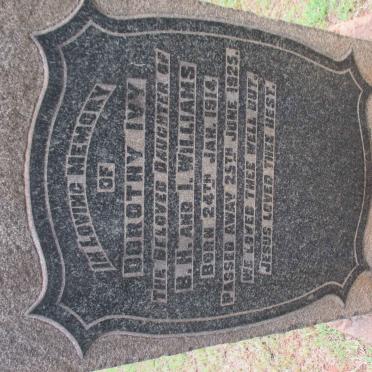 IN LOVING MEMORY
OF
DOROTHY IVY
THE BELOVED DAUGHTER OF
B. H. AND I. WILLIAMS
BORN 24TH JAN. 1914.
PASSED AWAY 25TH JUNE 1925.
WE LOVED THEE WELL BUT,
JESUS LOVED THEE BEST.